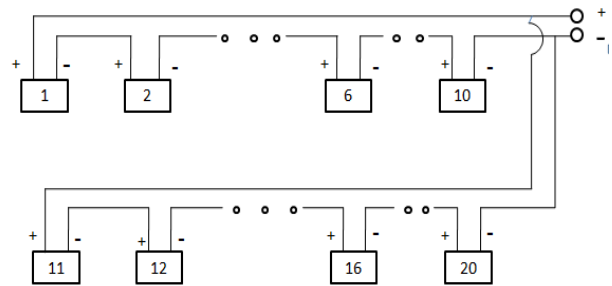 +
+ - + - + - + - -
1 2 6 10
+ - + - + - + -
11 12 16 20